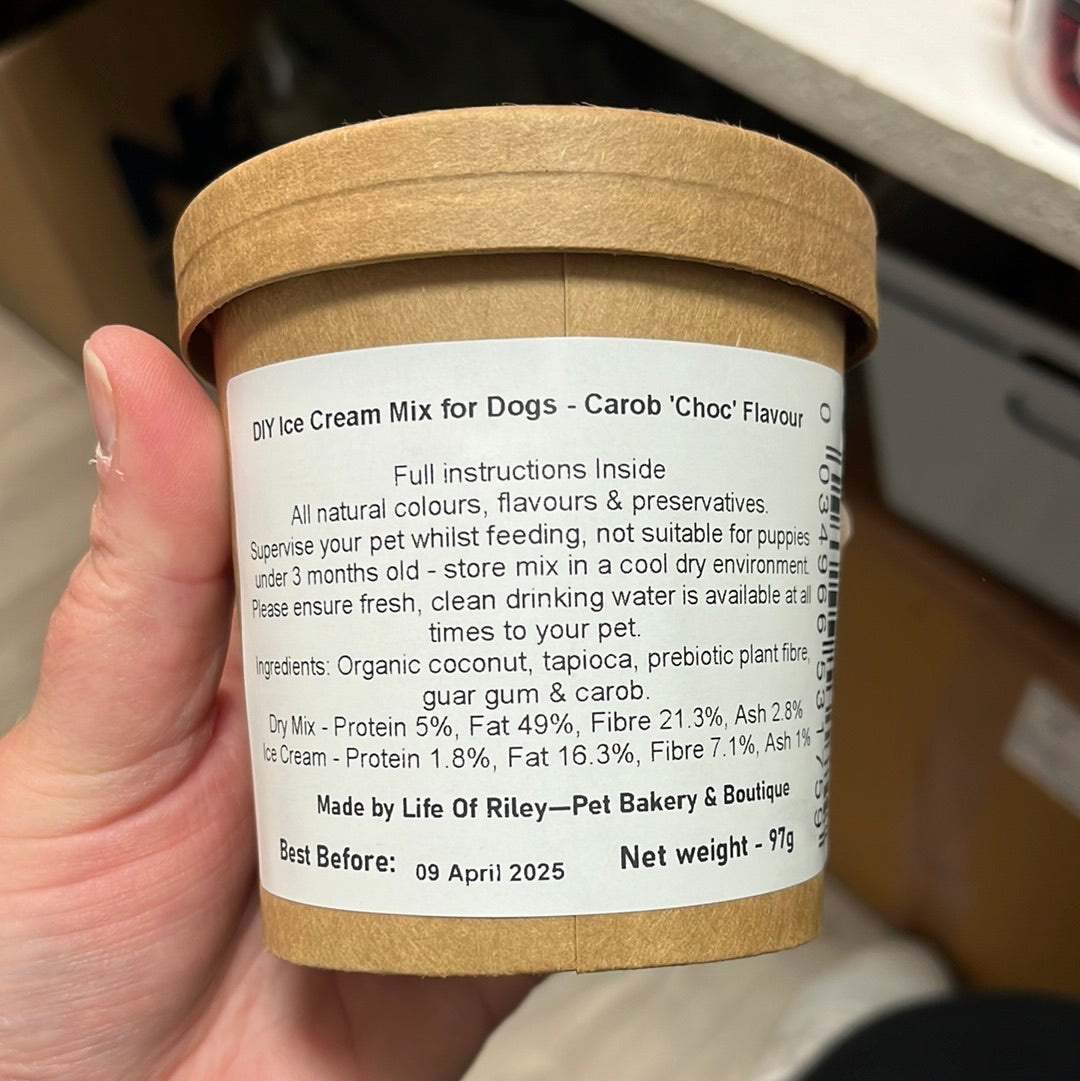 DIY Ice Cream Mix for Dogs - Carob 'Choc' Flavour
Full instructions Inside
All natural colours, flavours & preservatives.
Supervise your pet whilst feeding, not suitable for puppies
under 3 months old - store mix in a cool dry environment.
Please ensure fresh, clean drinking water is available at all
times to your pet.
Ingredients: Organic coconut, tapioca, prebiotic plant fibre,
guar gum & carob.
Dry Mix - Protein 5%, Fat 49%, Fibre 21.3%, Ash 2.8%
Ice Cream - Protein 1.8%, Fat 16.3%, Fibre 7.1%, Ash 1%
Made by Life Of Riley—Pet Bakery & Boutique
Best Before: 09 April 2025
Net weight - 97g